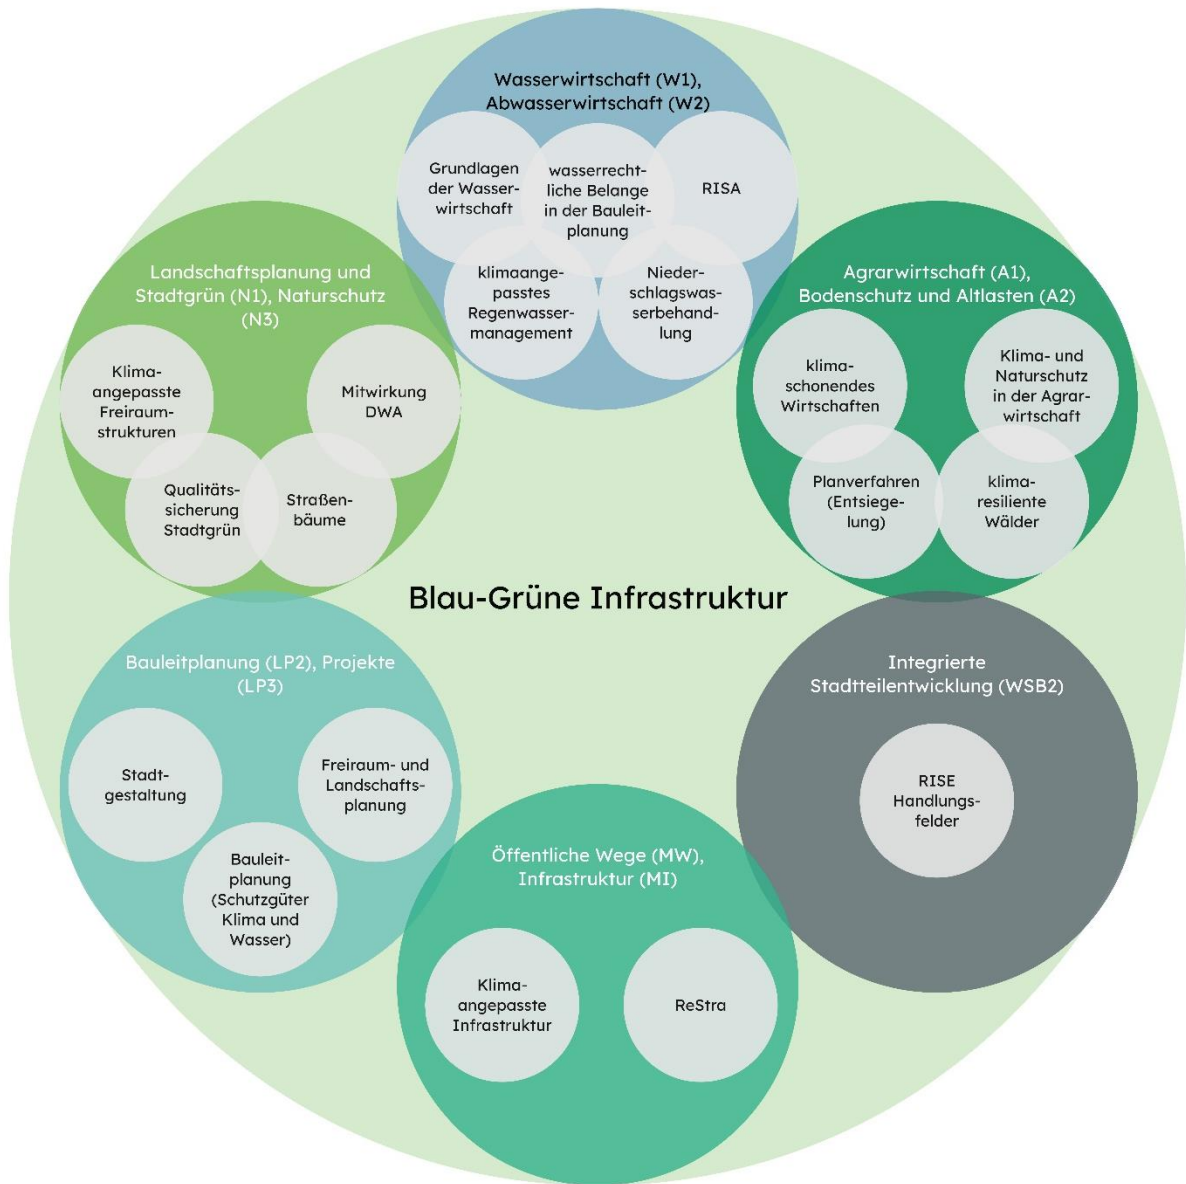 Wasserwirtschaft (W1),
Abwasserwirtschaft (W2)
Grundlagen
der Wasser-
wirtschaft
wasserrecht-
liche Belange
in der Bauleit-
planung
RISA
klimaange-
passtes
Regenwasser-
management
Nieder-
schlagswas-
serbehand-
lung
Landschaftsplanung und
Stadtgrün (N1), Naturschutz
(N3)
Klima-
angepasste
Freiraum-
strukturen
Mitwirkung
DWA
Qualitäts-
sicherung
Stadtgrün
Straßen-
bäume
Agrarwirtschaft (A1),
Bodenschutz und Altlasten (A2)
klima-
schonendes
Wirtschaften
Klima- und
Naturschutz
in der Agrar-
wirtschaft
Planverfahren
(Entsiege-
lung)
klima-
resiliente
Wälder
Blau-Grüne Infrastruktur
Bauleitplanung (LP2), Projekte
(LP3)
Stadt-
gestaltung
Freiraum- und
Landschafts-
planung
Bauleit-
planung
(Schutzgüter
Klima und
Wasser)
Integrierte
Stadtteilentwicklung (WSB2)
RISE
Handlungs-
felder
Öffentliche Wege (MW),
Infrastruktur (MI)
Klima-
angepasste
Infrastruktur
ReStra